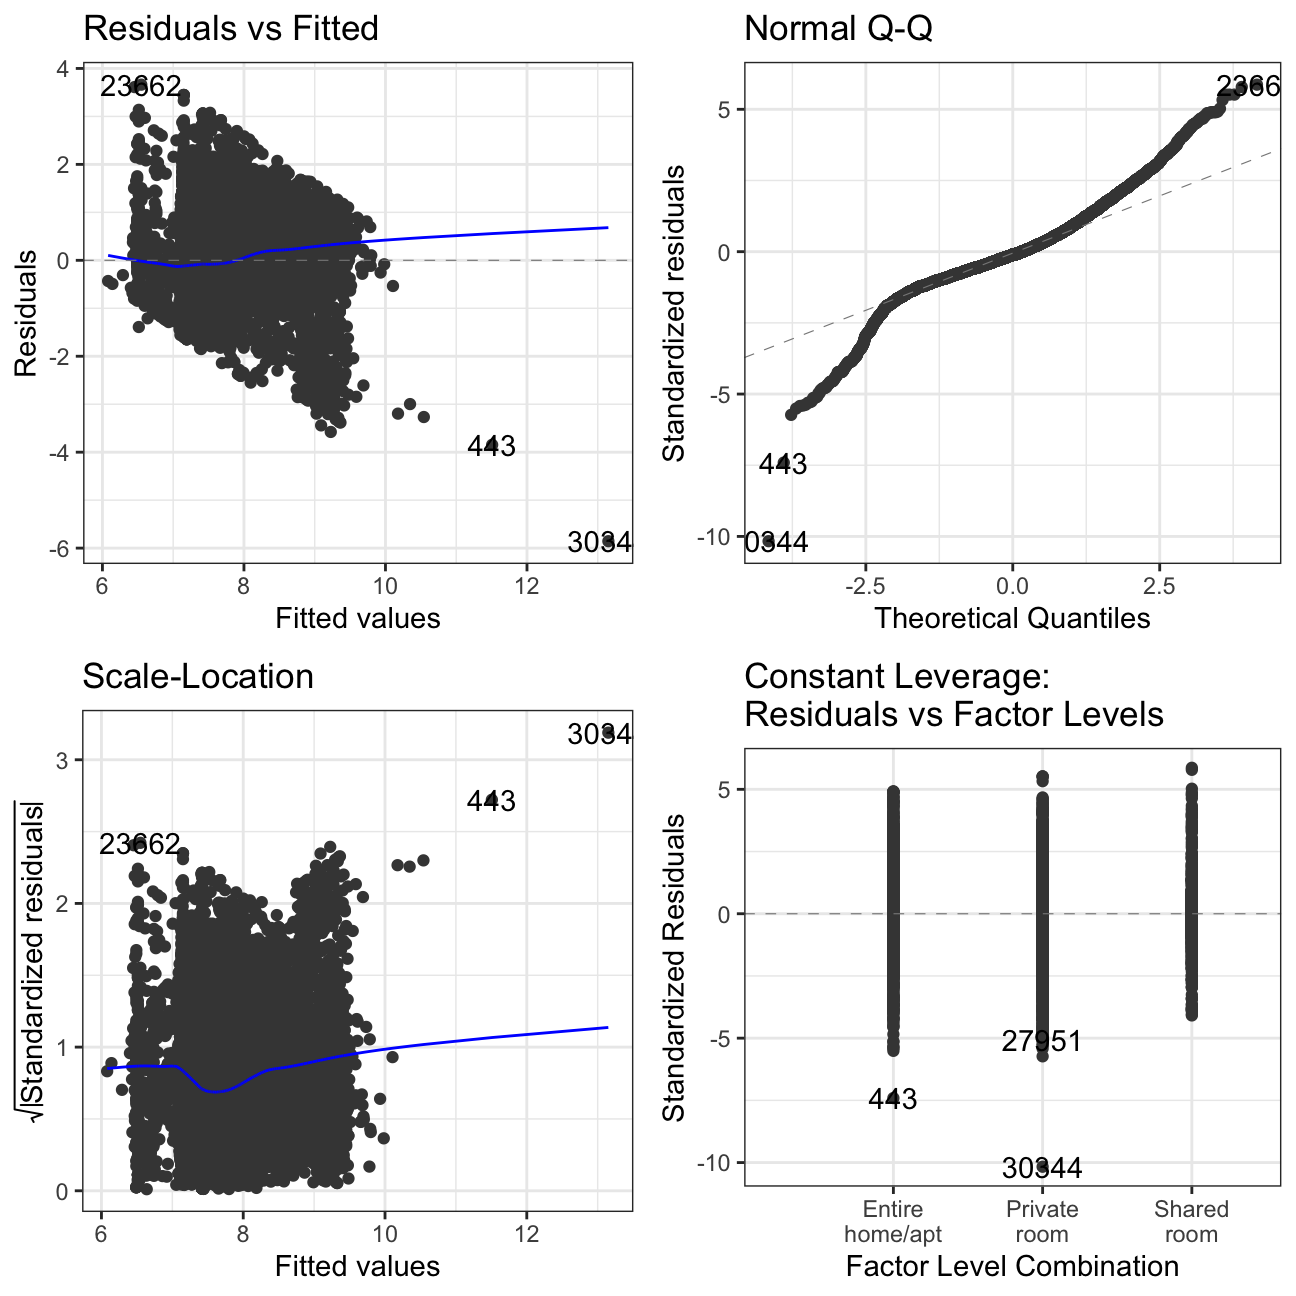 Residuals vs Fitted
23662
4
2
0
-2
-4
-6
443
3034
6
8
10
12
Residuals
Fitted values
Normal Q-Q
2366
5
0
-5
-10
443
0344
-2.5
0.0
2.5
Standardized residuals
Theoretical Quantiles
Scale-Location
3034
443
23662
3
2
1
0
6
8
10
12
√|Standardized residuals|
Fitted values
Constant Leverage:
Residuals vs Factor Levels
5
0
-5
-10
27951
443
30344
Entire
home/apt
Private
room
Shared
room
Standardized Residuals
Factor Level Combination